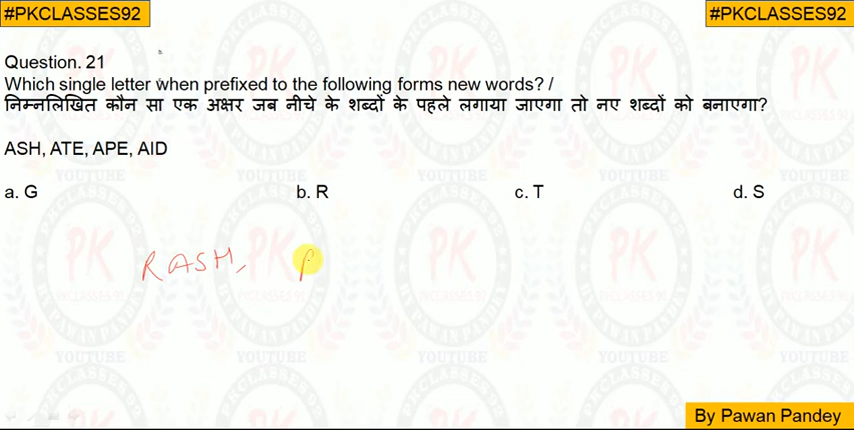 #PKCLASSES92 #PKCLASSES92
Question. 21
Which single letter when prefixed to the following forms new words? /
निम्नलिखित कौन सा एक अक्षर जब नीचे के शब्दों के पहले लगाया जाएगा तो नए शब्दों को बनाएगा?
ASH, ATE, APE, AID
a. G b. R c. T d. S
RASH,
By Pawan Pandey